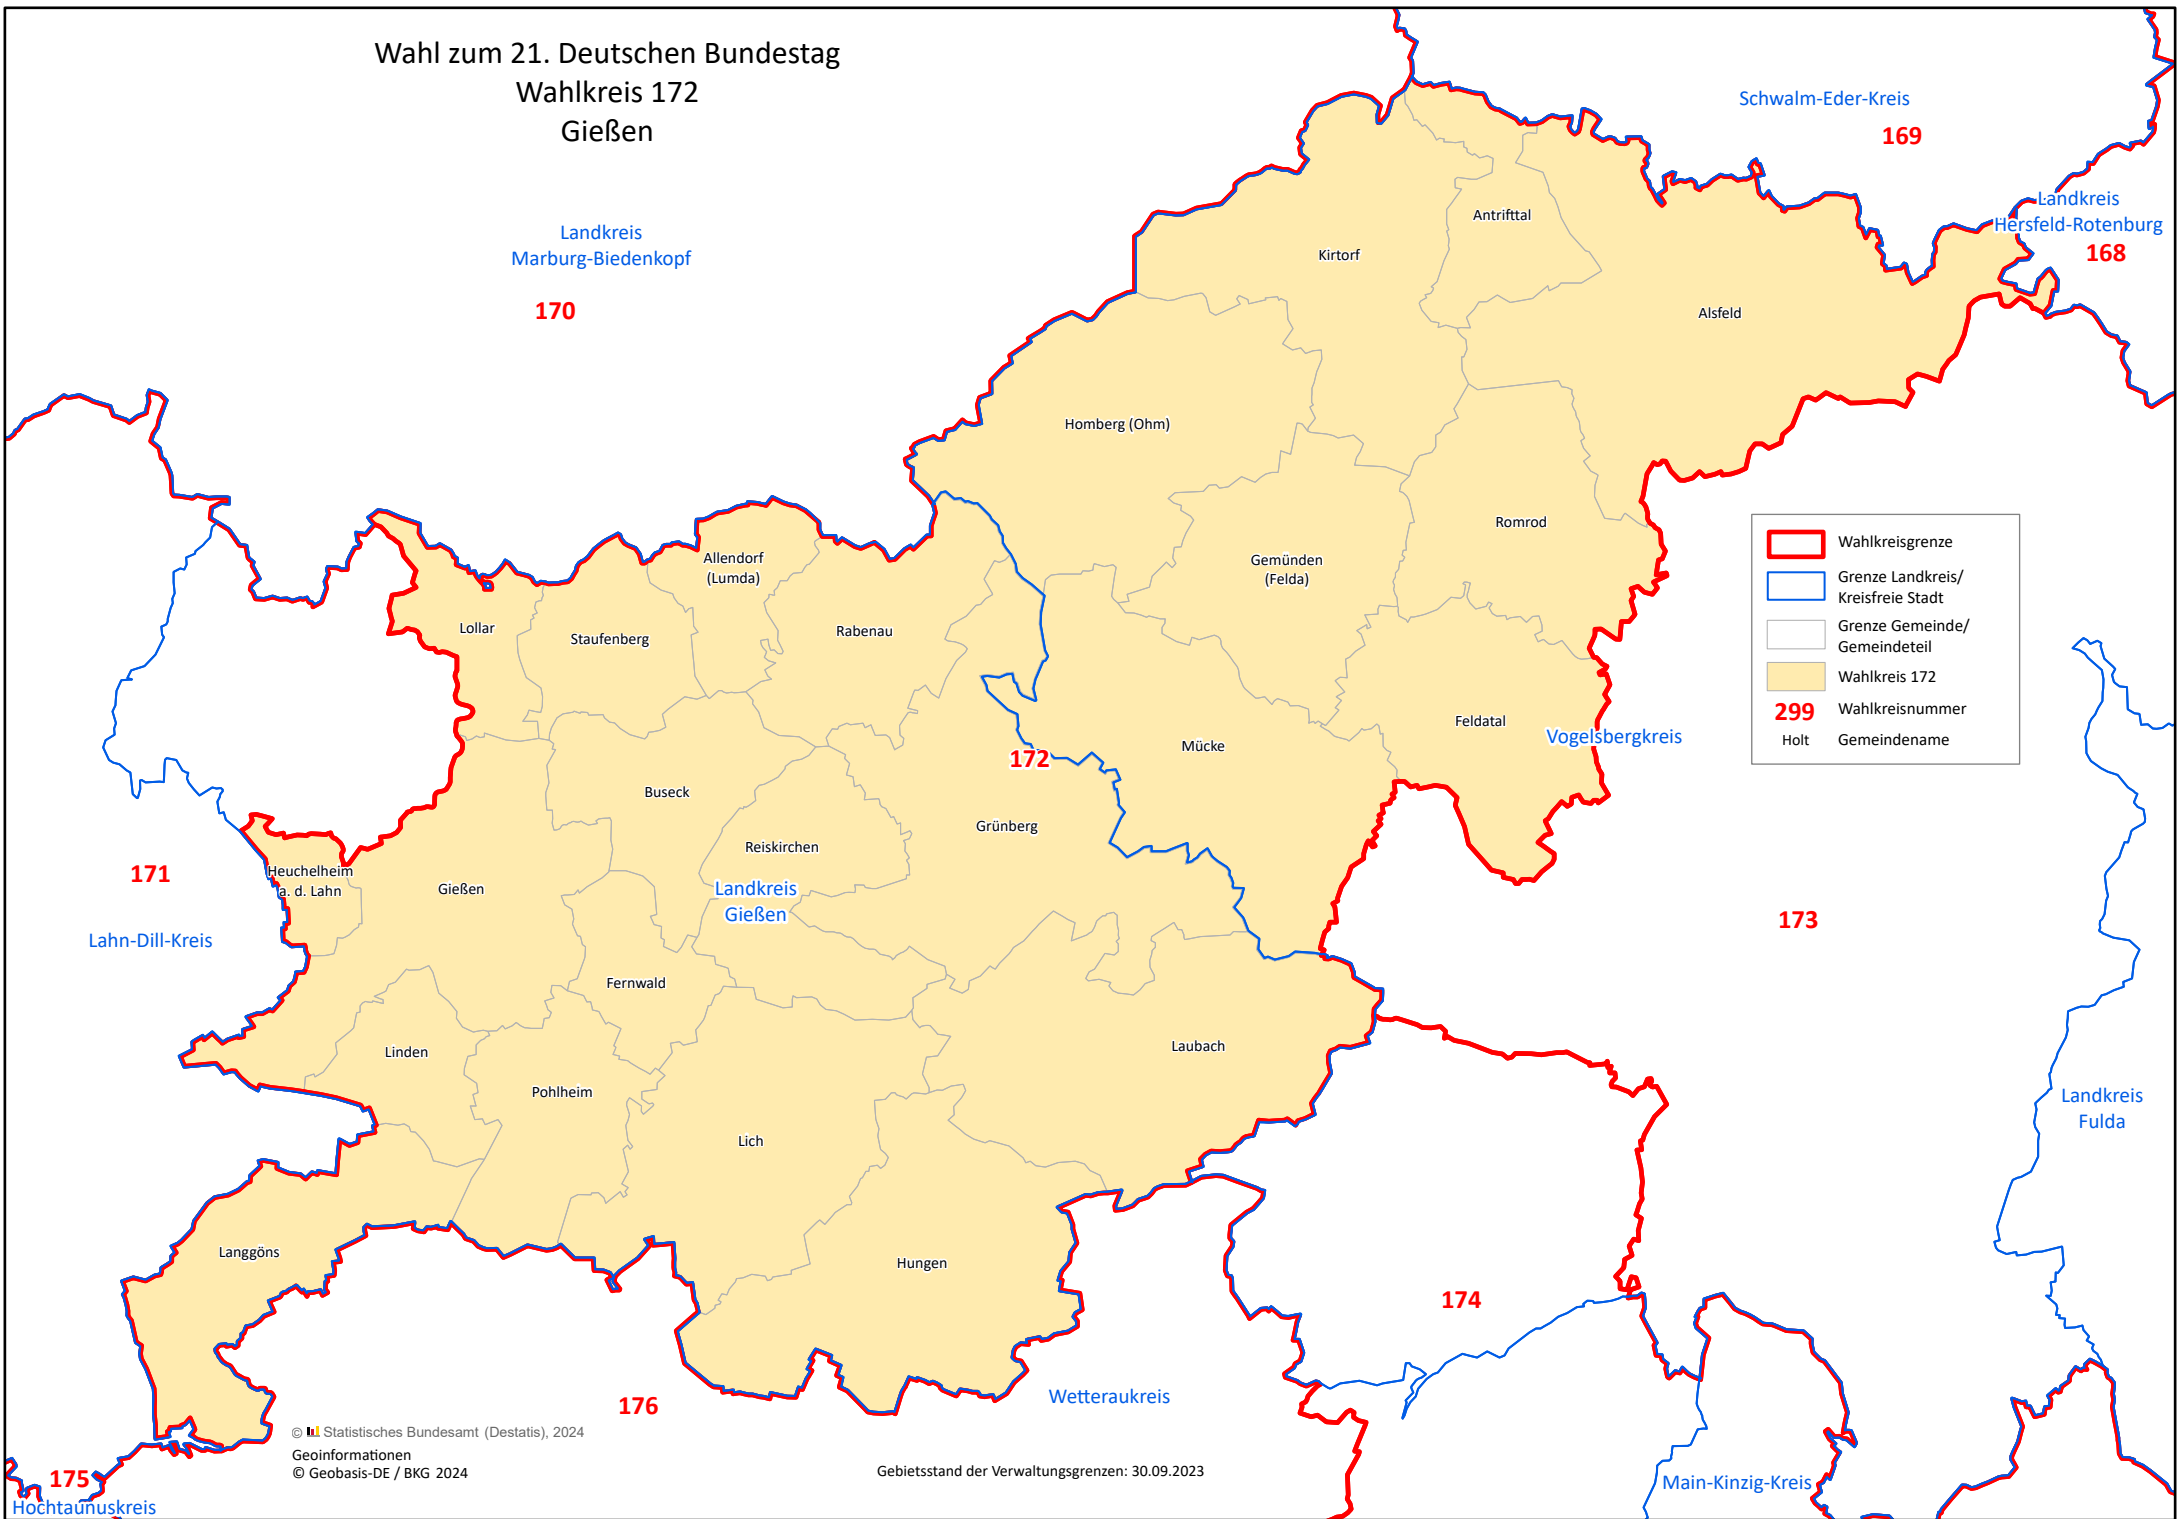 Wahl zum 21. Deutschen Bundestag
Wahlkreis 172
Gießen
Schwalm-Eder-Kreis
169
Landkreis
Hersfeld-Rotenburg
168
Landkreis
Marburg-Biedenkopf
170
Antrifttal
Kirtorf
Alsfeld
Homberg (Ohm)
Romrod
Gemünden
(Felda)
Allendorf
(Lumda)
Lollar
Staufenberg
Rabenau
Feldatal
Vogelsbergkreis
Mücke
172
Buseck
Grünberg
Reiskirchen
Landkreis
Gießen
Gießen
Heuchelheim
a. d. Lahn
171
Lahn-Dill-Kreis
173
Fernwald
Linden
Laubach
Pohlheim
Lich
Landkreis
Fulda
Langgöns
Hungen
174
176
Wetteraukreis
175
Hochtaunuskreis
Main-Kinzig-Kreis
Wahlkreisgrenze
Grenze Landkreis/
Kreisfreie Stadt
Grenze Gemeinde/
Gemeindeteil
Wahlkreis 172
299 Wahlkreisnummer
Holt Gemeindename
© Statistisches Bundesamt (Destatis), 2024
Geoinformationen
© Geobasis-DE / BKG 2024
Gebietsstand der Verwaltungsgrenzen: 30.09.2023